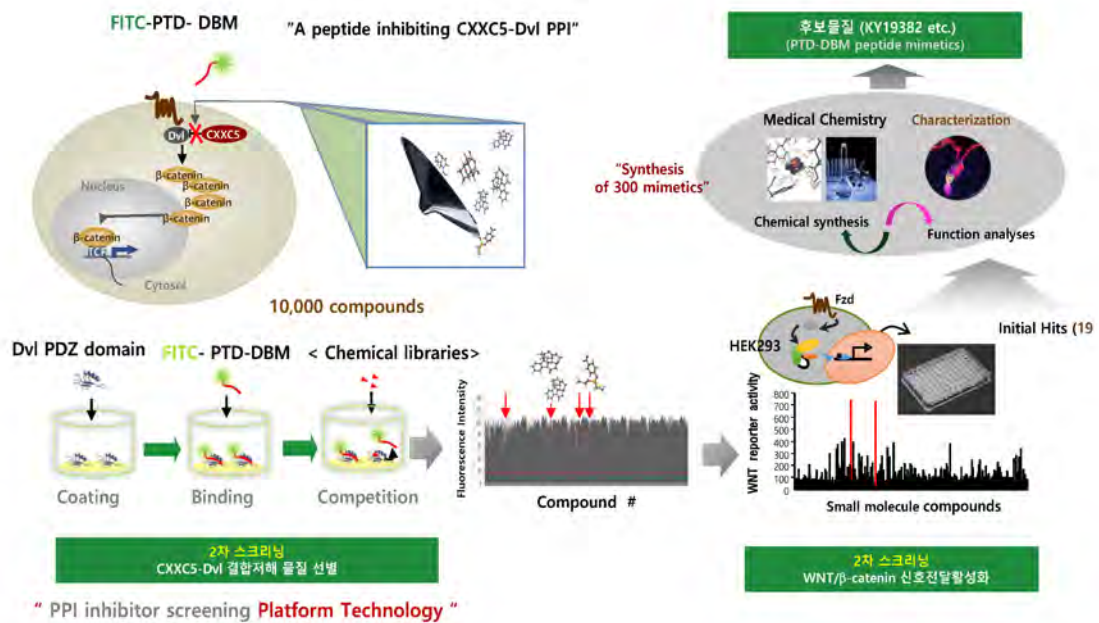 FITC-PTD- DBM
"A peptide inhibiting CXXC5-Dvl PPI"
Dvl
CXXC5
β-catenin
β-catenin
β-catenin
β-catenin
Nucleus
β-catenin
TCF
Cytosol
10,000 compounds
후보물질 (KY19382 etc.)
(PTD-DBM peptide mimetics)
Medical Chemistry
Characterization
"Synthesis
of 300 mimetics"
Chemical synthesis
Function analyses
Dvl PDZ domain
FITC- PTD-DBM
< Chemical libraries>
Coating
Binding
Competition
Fluorescence Intensity
Compound #
Fzd
HEK293
Initial Hits (19
WNT reporter activity
800
700
600
500
400
300
200
100
0
Small molecule compounds
2차 스크리닝
CXXC5-Dvl 결합저해 물질 선별
2차 스크리닝
WNT/β-catenin 신호전달활성화
" PPI inhibitor screening Platform Technology "